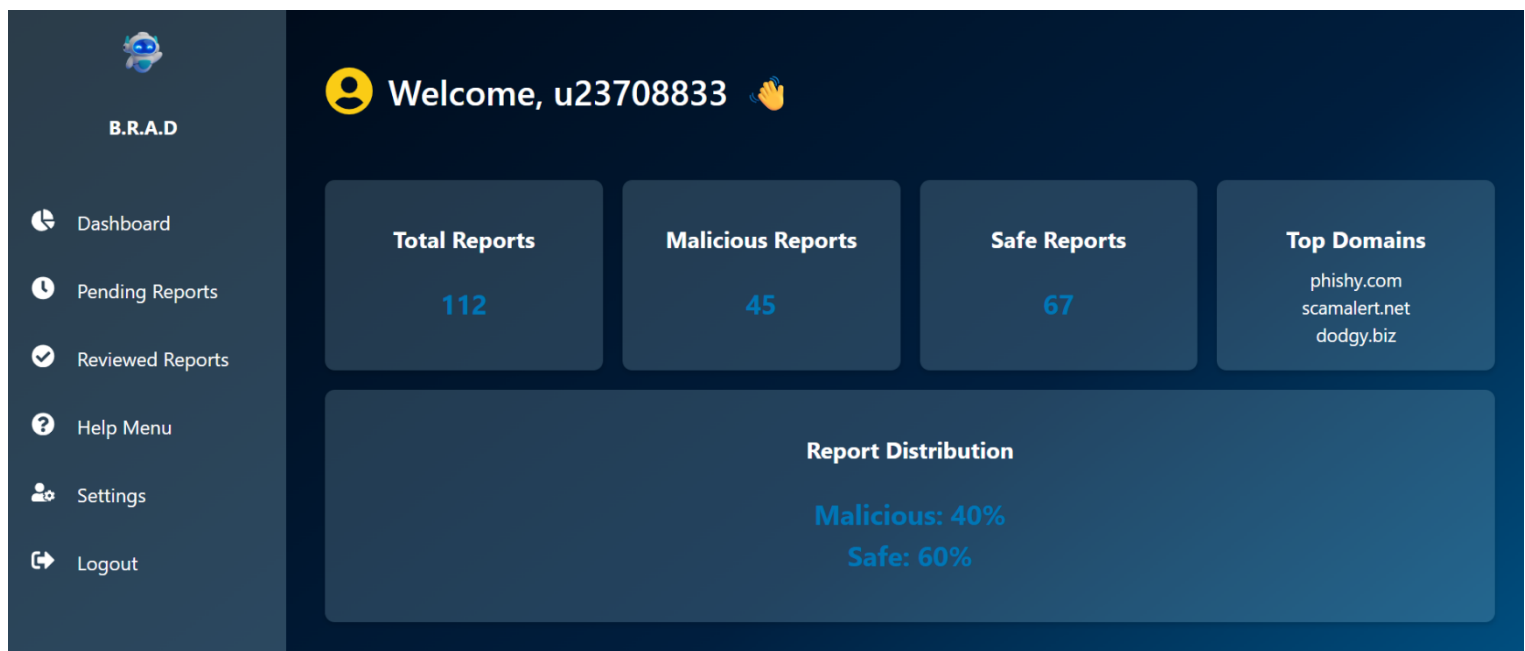 B.R.A.D
Dashboard
Pending Reports
Reviewed Reports
Help Menu
Settings
Logout
Welcome, u23708833 👋
Total Reports
112
Malicious Reports
45
Safe Reports
67
Top Domains
phishy.com
scamalert.net
dodgy.biz
Report Distribution
Malicious: 40%
Safe: 60%